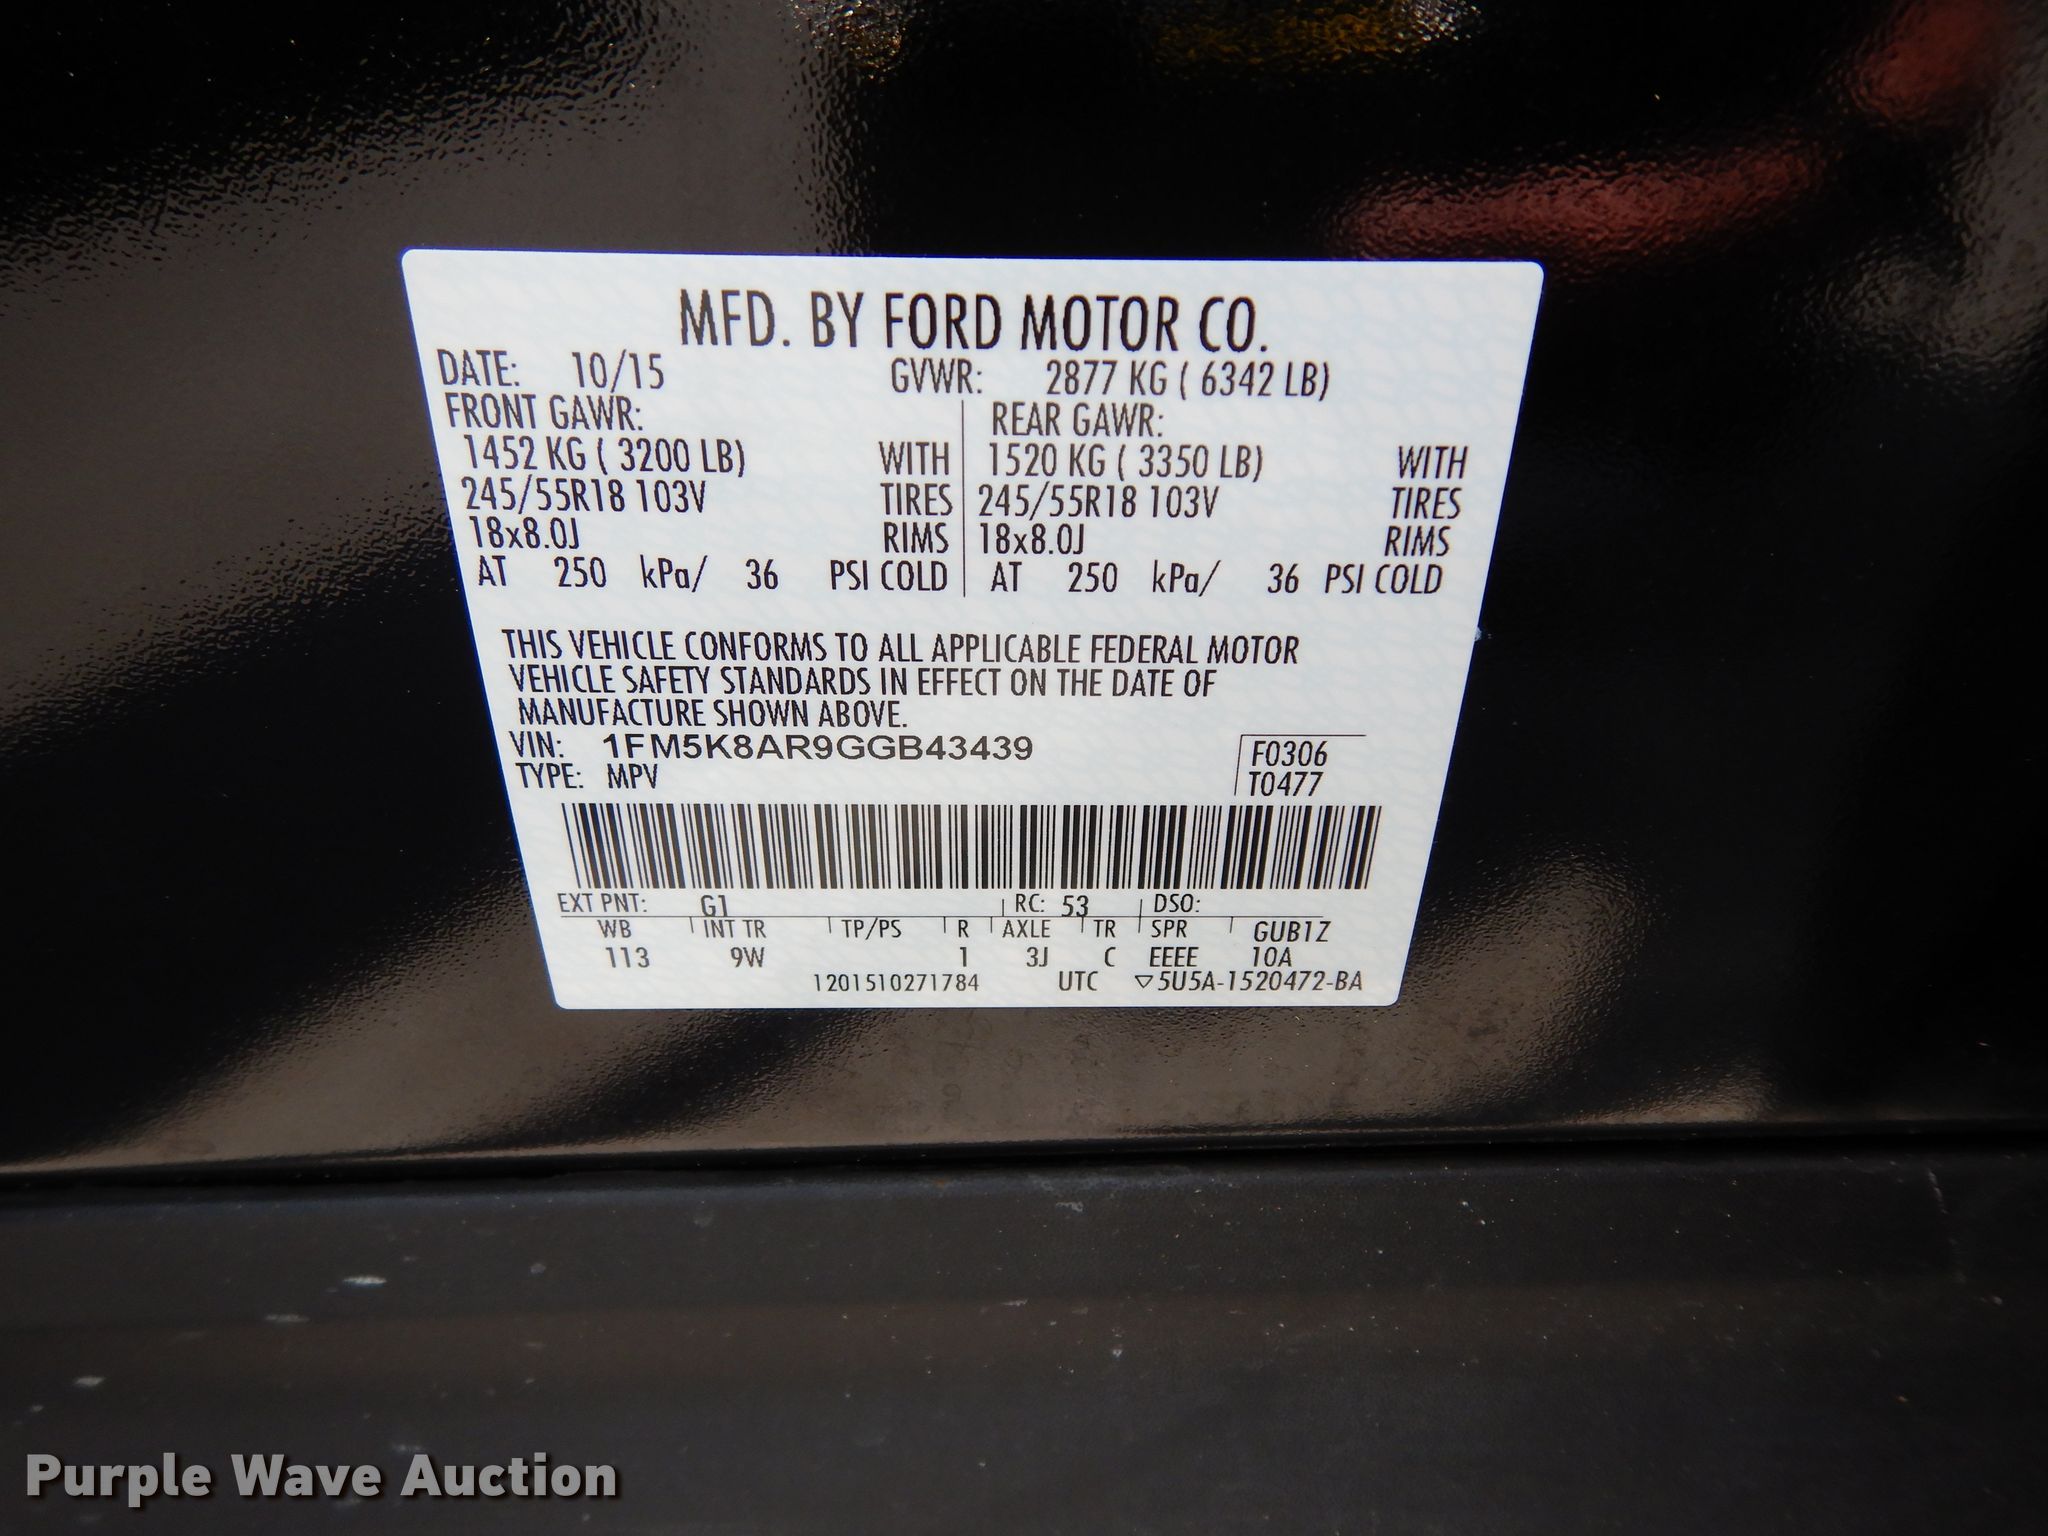 MFD. BY FORD MOTOR CO.
DATE: 10/15 GVWR: 2877 KG ( 6342 LB)
FRONT GAWR: REAR GAWR:
1452 KG ( 3200 LB) WITH 1520 KG ( 3350 LB) WITH
245/55R18 103V TIRES 245/55R18 103V TIRES
18x8.0J RIMS 18x8.0J RIMS
AT 250 kPa/ 36 PSI COLD AT 250 kPa/ 36 PSI COLD
THIS VEHICLE CONFORMS TO ALL APPLICABLE FEDERAL MOTOR
VEHICLE SAFETY STANDARDS IN EFFECT ON THE DATE OF
MANUFACTURE SHOWN ABOVE.
VIN: 1FM5K8AR9GGB43439 F0306
TYPE: MPV T0477
EXT PNT: G1 RC: 53 DSO:
WB INT TR TP/PS R AXLE TR SPR GUB1Z
113 9W 1 3J C EEEE 10A
1201510271784 UTC ▽5U5A-1520472-BA
Purple Wave Auction